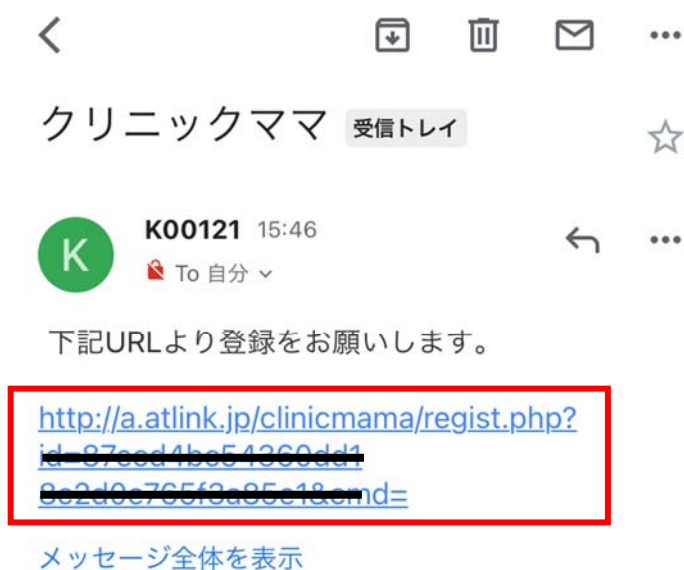 クリニックママ 受信トレイ
K
K00121 15:46
To 自分
下記URLより登録をお願いします。
http://a.atlink.jp/clinicmama/regist.php?
md=
メッセージ全体を表示